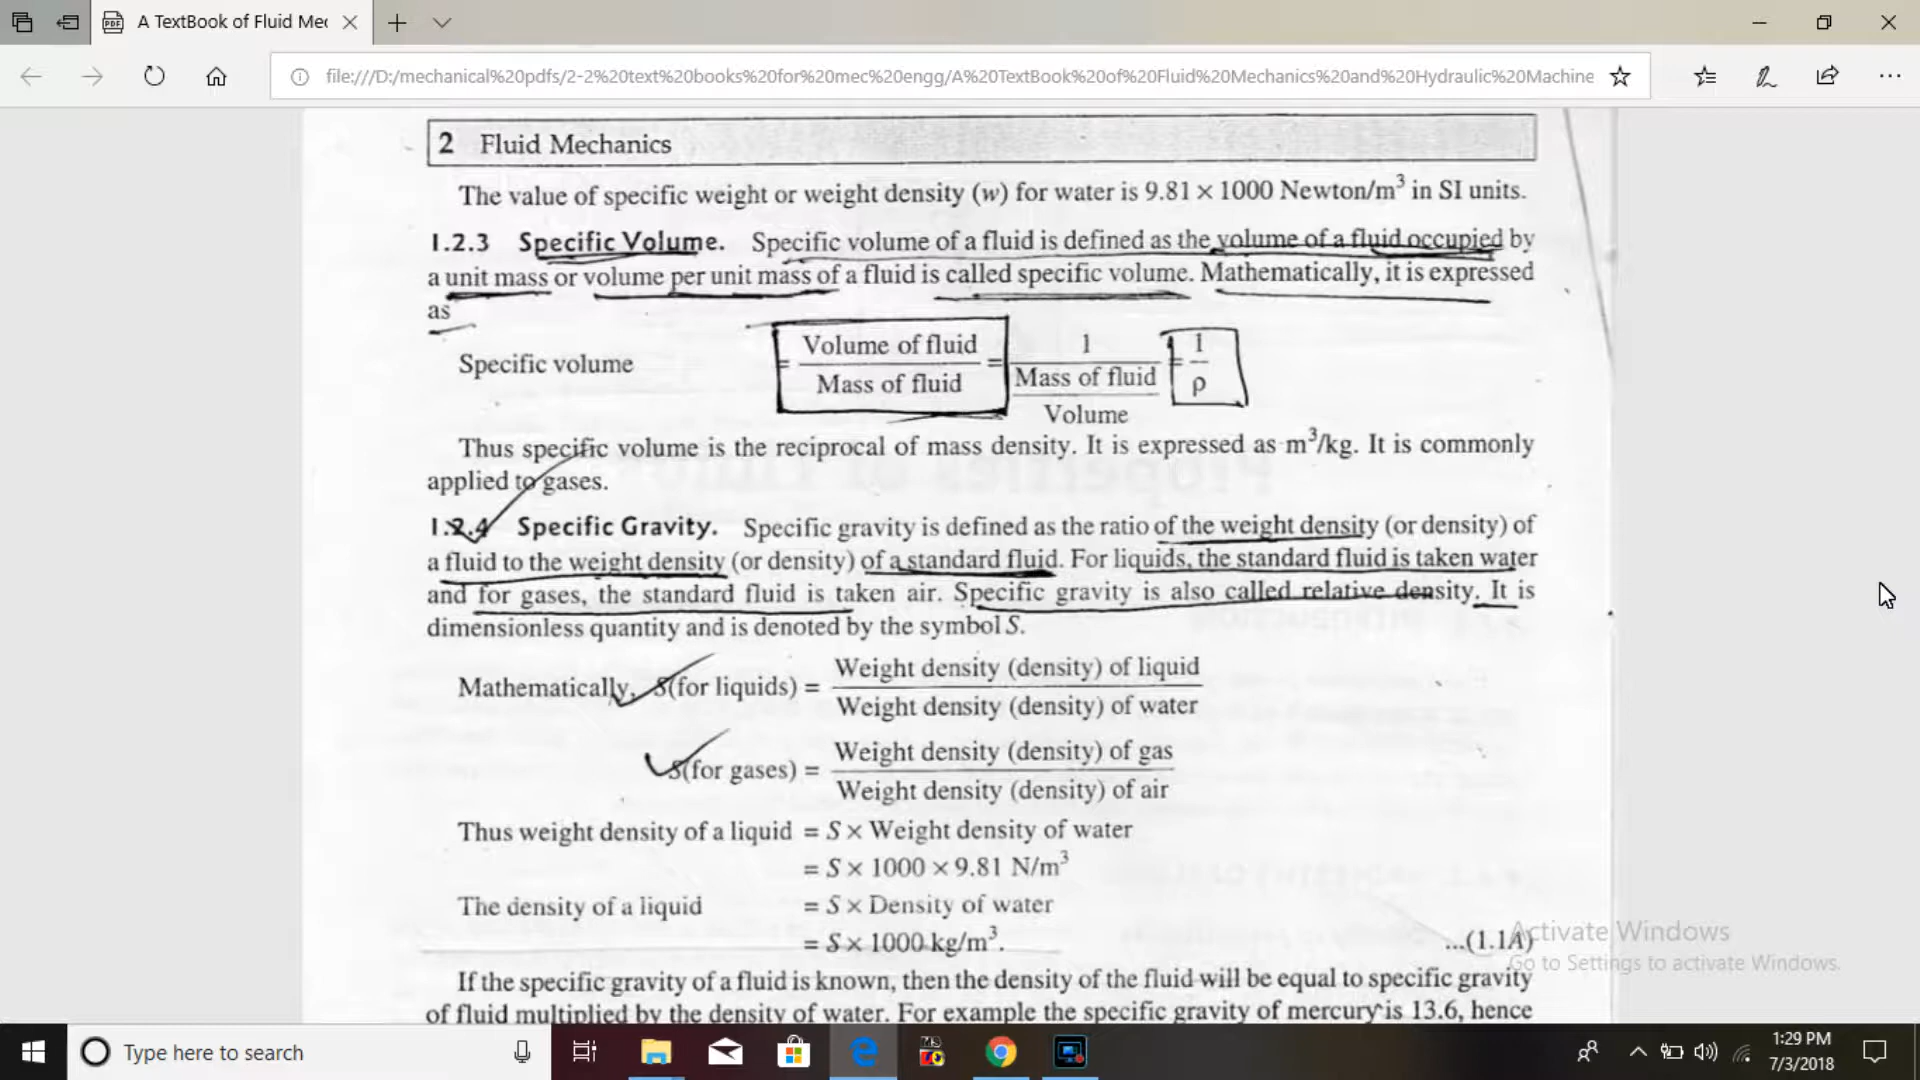 A TextBook of Fluid Mec
file:///D:/mechanical%20pdfs/2-2%20text%20books%20for%20mec%20engg/A%20TextBook%20of%20Fluid%20Mechanics%20and%20Hydraulic%20Machine
2 Fluid Mechanics
The value of specific weight or weight density (w) for water is 9.81 × 1000 Newton/m³ in SI units.
1.2.3 Specific Volume. Specific volume of a fluid is defined as the volume of a fluid occupied by
a unit mass or volume per unit mass of a fluid is called specific volume. Mathematically, it is expressed
as
Specific volume = Volume of fluid / Mass of fluid = 1 / (Mass of fluid / Volume) = 1 / ρ
Thus specific volume is the reciprocal of mass density. It is expressed as m³/kg. It is commonly
applied to gases.
1.2.4 Specific Gravity. Specific gravity is defined as the ratio of the weight density (or density) of
a fluid to the weight density (or density) of a standard fluid. For liquids, the standard fluid is taken water
and for gases, the standard fluid is taken air. Specific gravity is also called relative density. It is
dimensionless quantity and is denoted by the symbol S.
Mathematically, S(for liquids) = Weight density (density) of liquid / Weight density (density) of water
S(for gases) = Weight density (density) of gas / Weight density (density) of air
Thus weight density of a liquid = S × Weight density of water
= S × 1000 × 9.81 N/m³
The density of a liquid = S × Density of water
= S × 1000 kg/m³. ...(1.1A)
If the specific gravity of a fluid is known, then the density of the fluid will be equal to specific gravity
of fluid multiplied by the density of water. For example the specific gravity of mercury is 13.6, hence
Activate Windows
Go to Settings to activate Windows.
Type here to search
1:29 PM
7/3/2018